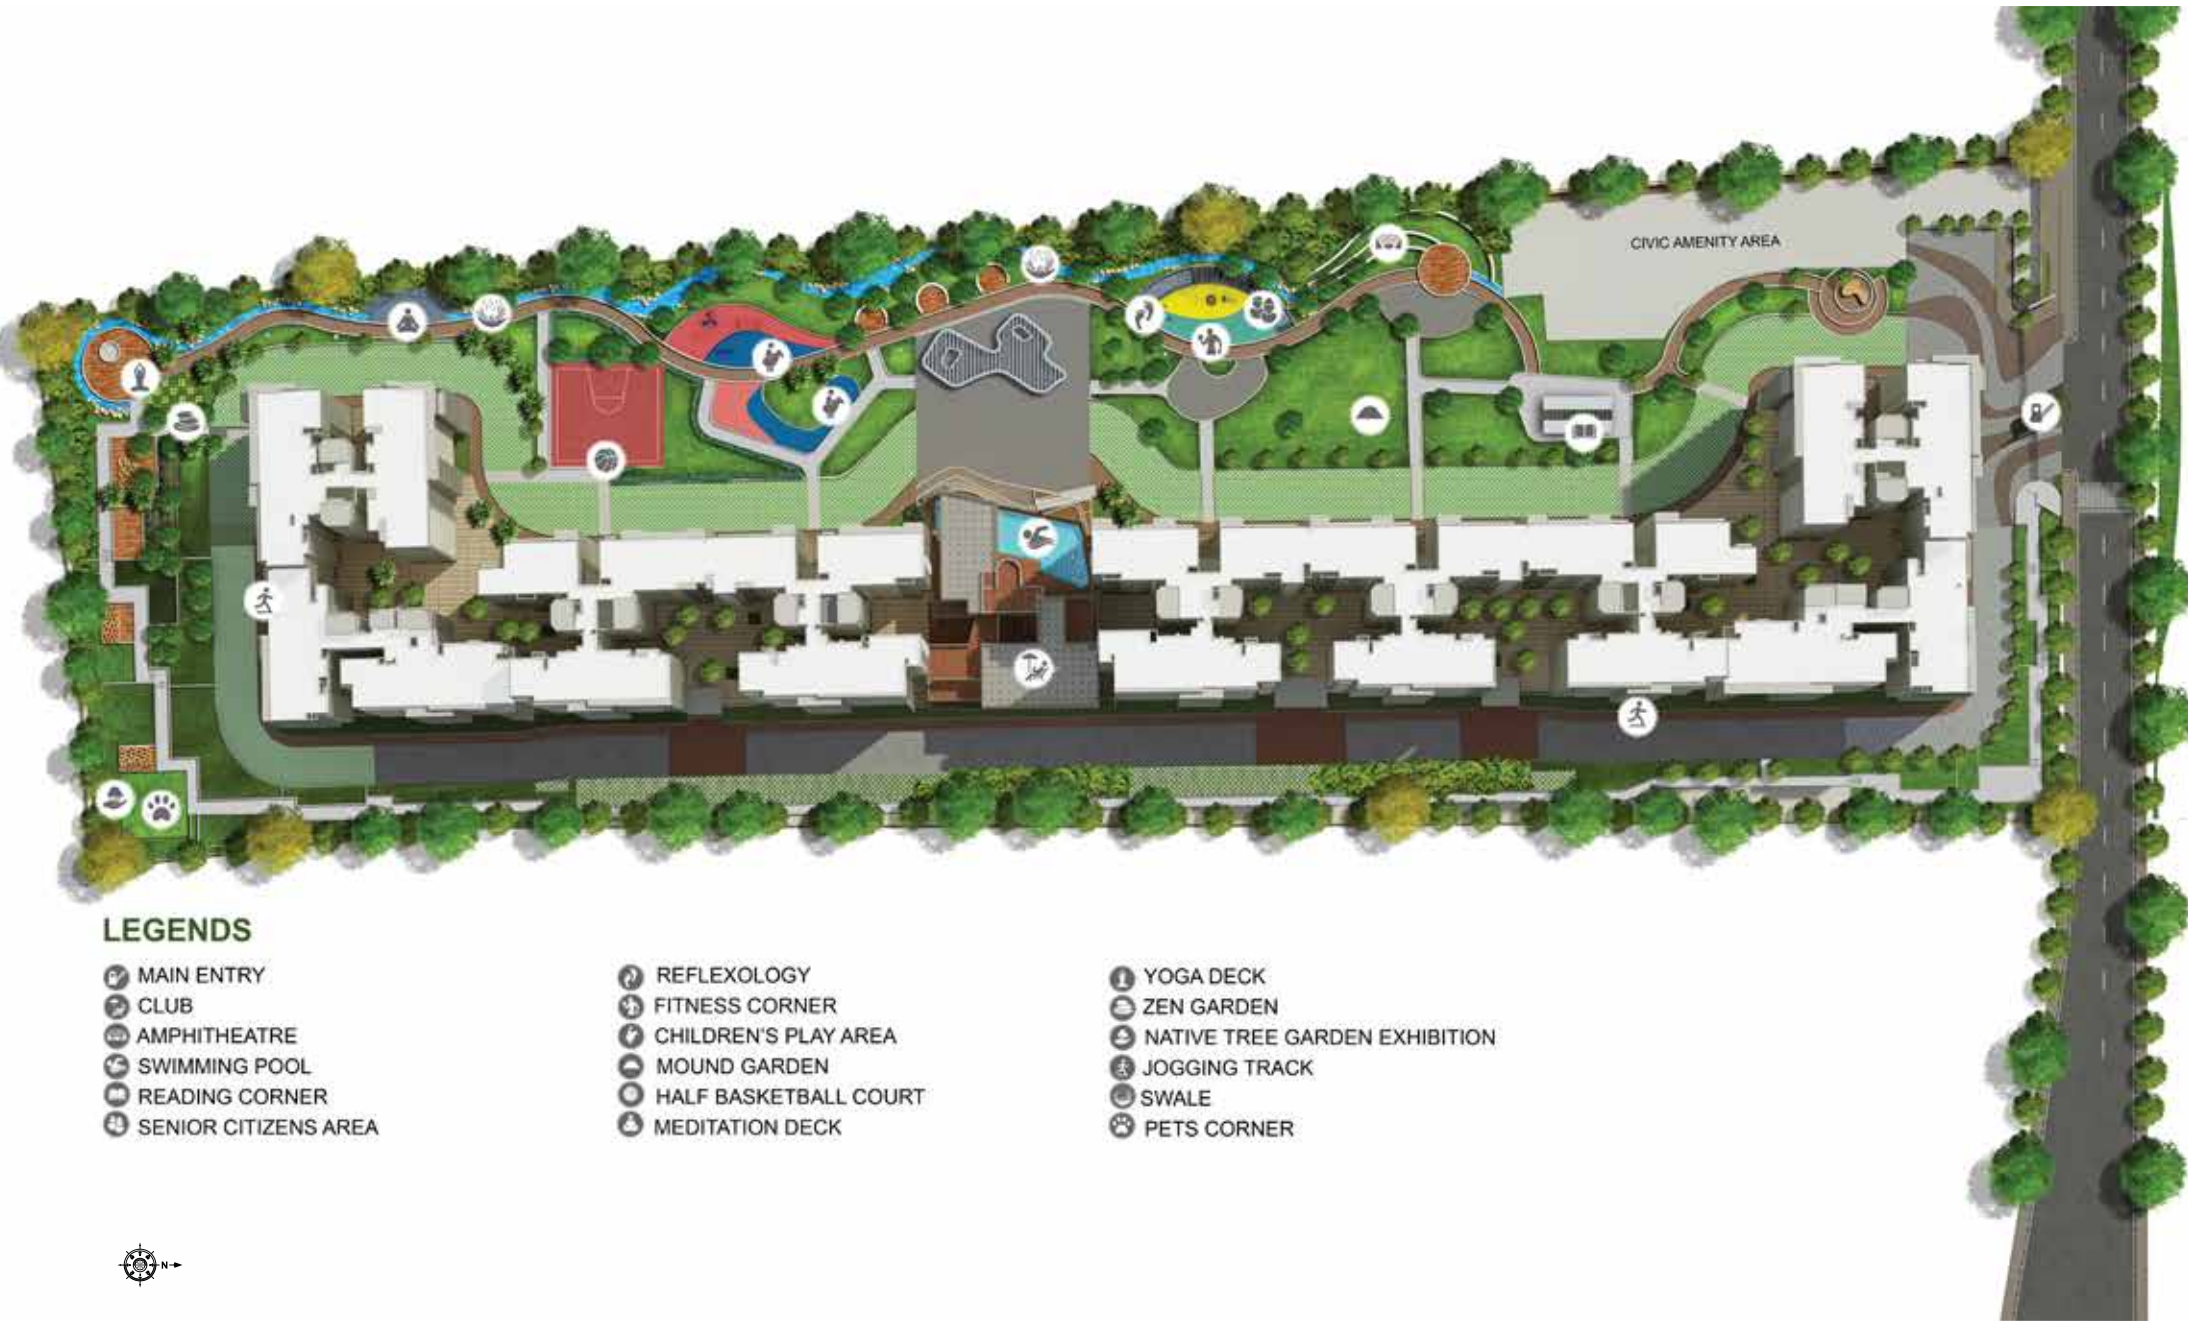 CIVIC AMENITY AREA
LEGENDS
MAIN ENTRY
CLUB
AMPHITHEATRE
SWIMMING POOL
READING CORNER
SENIOR CITIZENS AREA
REFLEXOLOGY
FITNESS CORNER
CHILDREN'S PLAY AREA
MOUND GARDEN
HALF BASKETBALL COURT
MEDITATION DECK
YOGA DECK
ZEN GARDEN
NATIVE TREE GARDEN EXHIBITION
JOGGING TRACK
SWALE
PETS CORNER
N